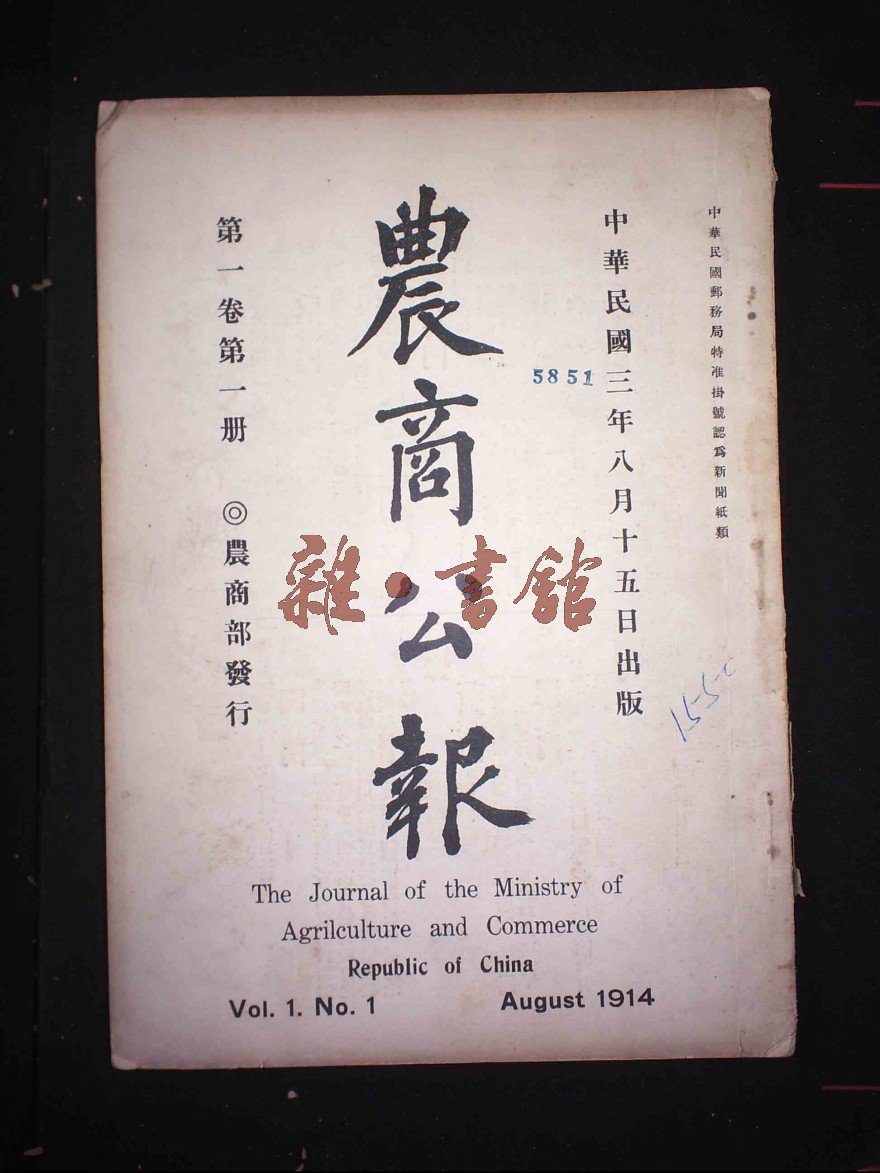 中華民國郵務局特准掛號認爲新聞紙類
中華民國三年八月十五日出版
5851
農商公報
第一卷第一册 ◎農商部發行
雜·書館
155
The Journal of the Ministry of
Agrilculture and Commerce
Republic of China
Vol. 1. No. 1 August 1914